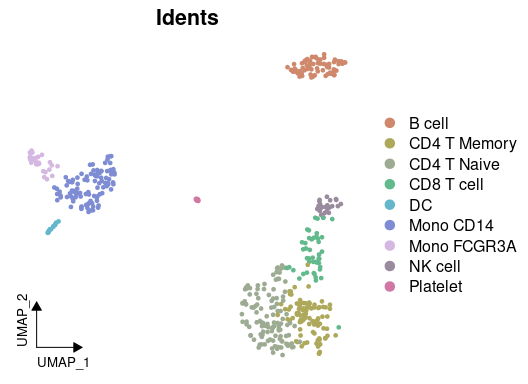 Idents
B cell
CD4 T Memory
CD4 T Naive
CD8 T cell
DC
Mono CD14
Mono FCGR3A
NK cell
Platelet
UMAP_2
UMAP_1